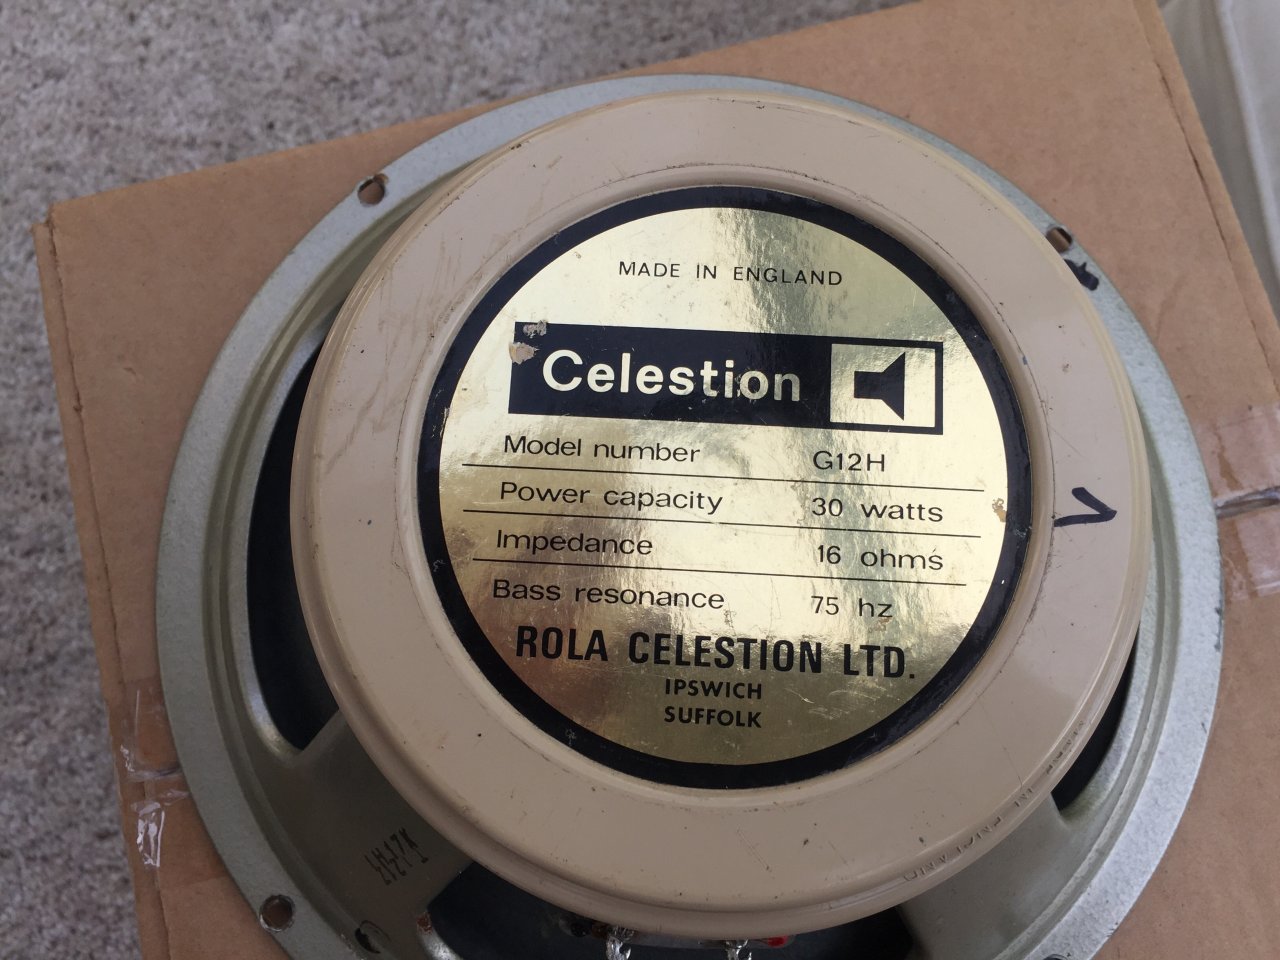 MADE IN ENGLAND
Celestion
Model number G12H
Power capacity 30 watts
Impedance 16 ohms
Bass resonance 75 hz
ROLA CELESTION LTD.
IPSWICH
SUFFOLK